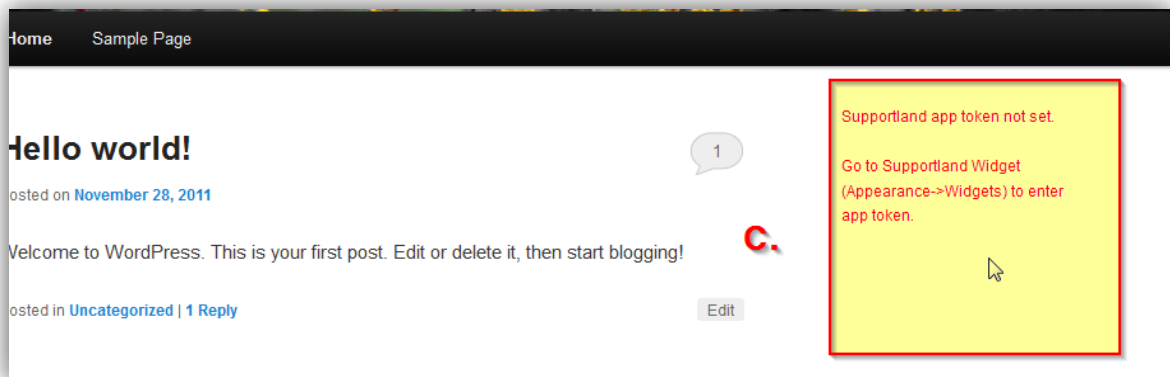 Home Sample Page
Hello world!
1
osted on November 28, 2011
Welcome to WordPress. This is your first post. Edit or delete it, then start blogging!
osted in Uncategorized | 1 Reply
Edit
C.
Supportland app token not set.
Go to Supportland Widget
(Appearance->Widgets) to enter
app token.